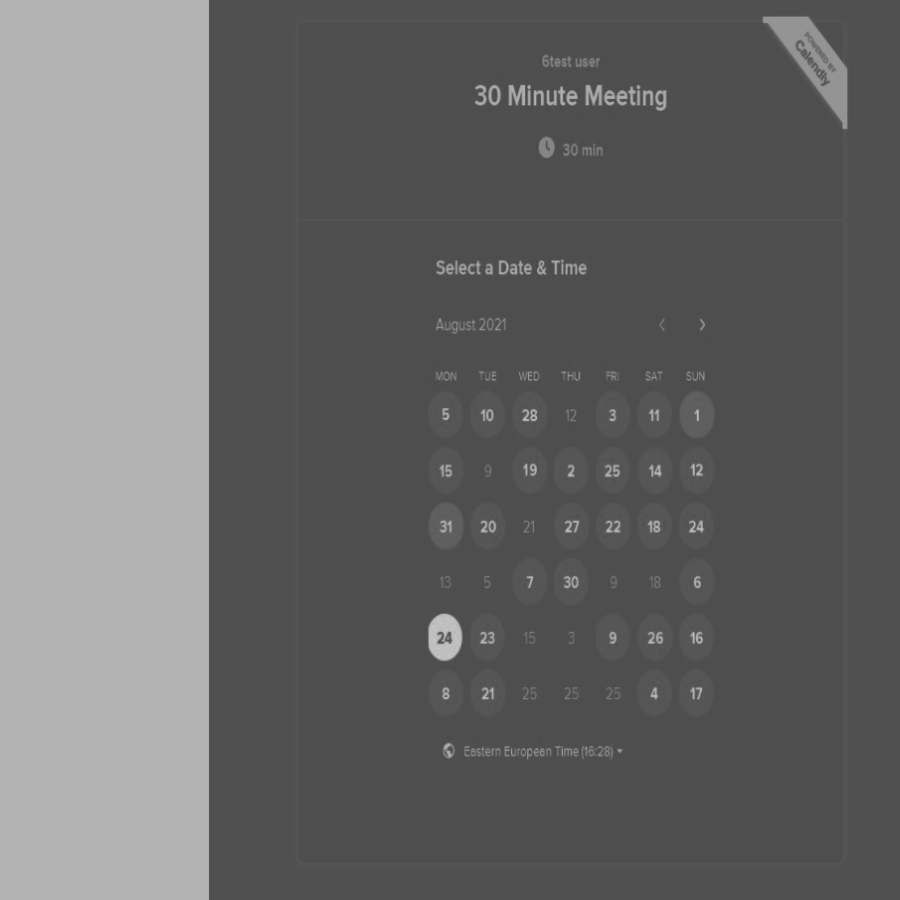 POWERED BY
Calendly
6test user
30 Minute Meeting
30 min
Select a Date & Time
August 2021
MON TUE WED THU FRI SAT SUN
5 10 28 12 3 11 1
15 9 19 2 25 14 12
31 20 21 27 22 18 24
13 5 7 30 9 18 6
24 23 15 3 9 26 16
8 21 25 25 25 4 17
Eastern European Time (16:28)